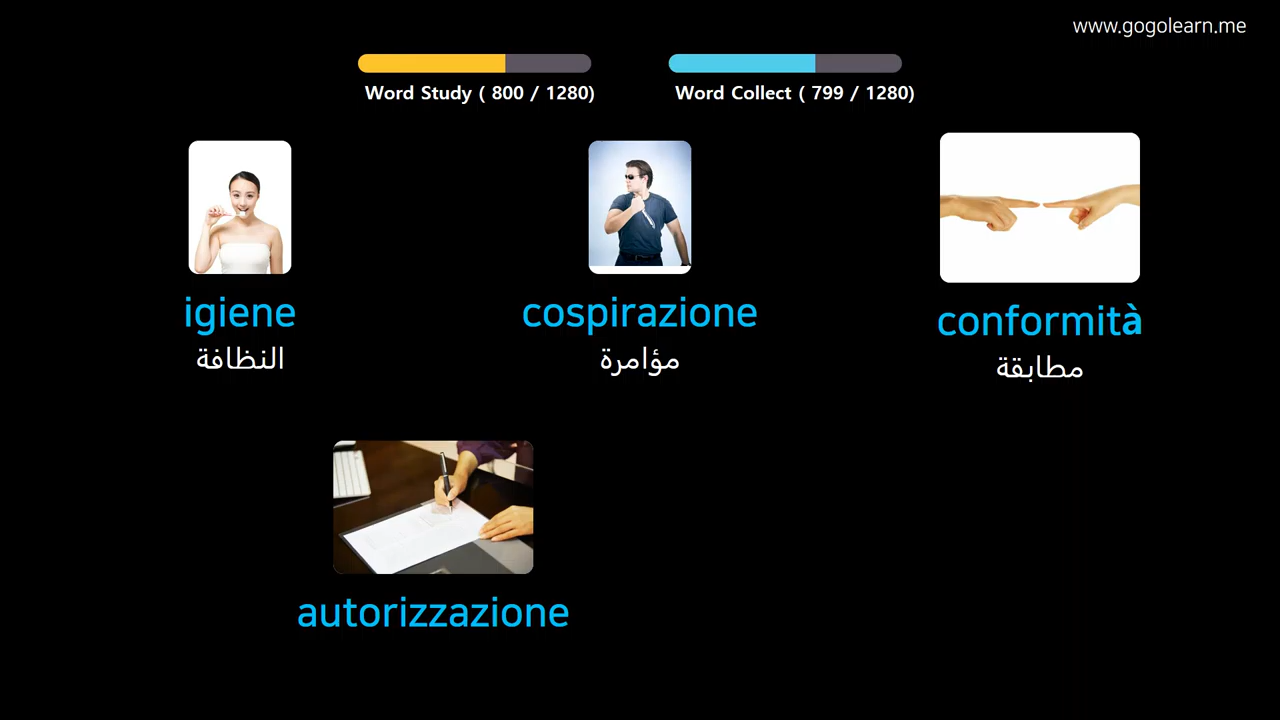 www.gogolearn.me
Word Study ( 800 / 1280)
Word Collect ( 799 / 1280)
igiene
النظافة
cospirazione
مؤامرة
conformità
مطابقة
autorizzazione